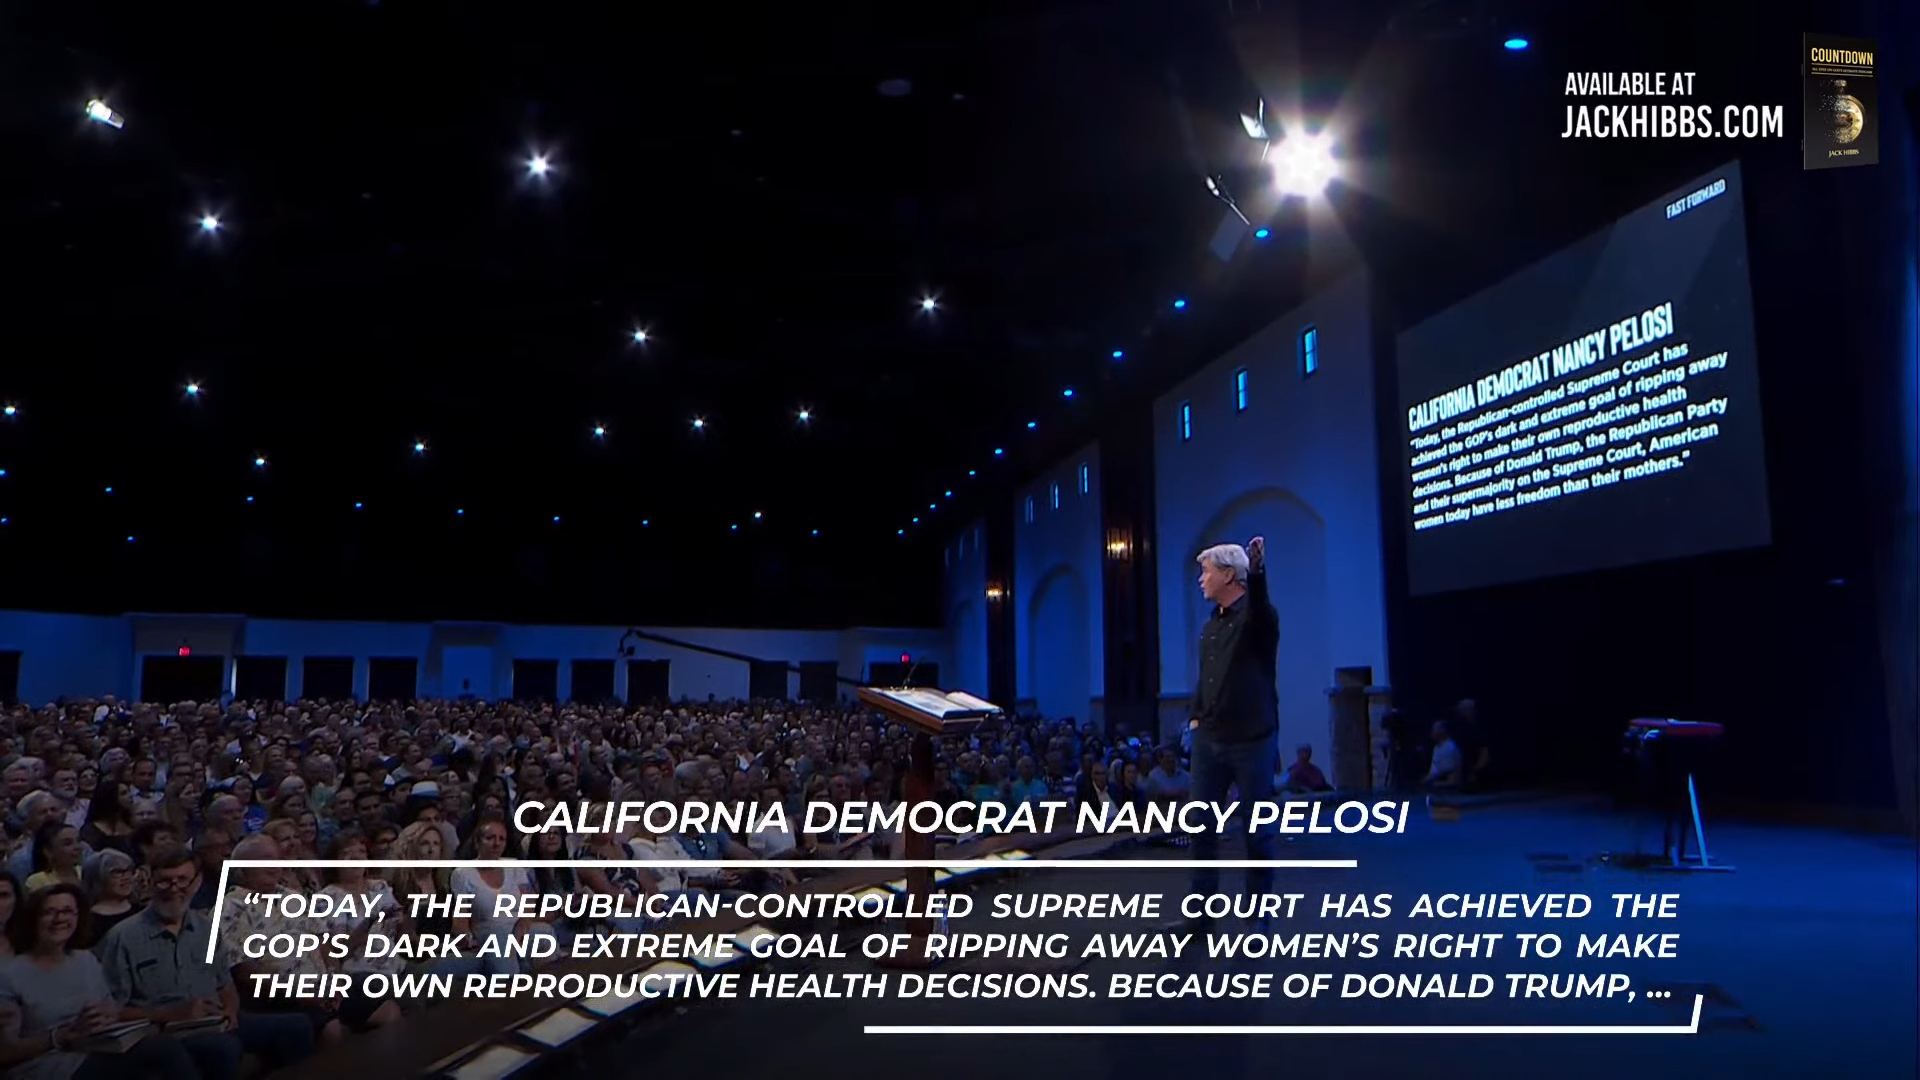 AVAILABLE AT
JACKHIBBS.COM
COUNTDOWN
JACK HIBBS
FAST FORWARD
CALIFORNIA DEMOCRAT NANCY PELOSI
"Today, the Republican-controlled Supreme Court has
achieved the GOP's dark and extreme goal of ripping away
women's right to make their own reproductive health
decisions. Because of Donald Trump, the Republican Party
and their supermajority on the Supreme Court, American
women today have less freedom than their mothers."
CALIFORNIA DEMOCRAT NANCY PELOSI
“TODAY, THE REPUBLICAN-CONTROLLED SUPREME COURT HAS ACHIEVED THE
GOP’S DARK AND EXTREME GOAL OF RIPPING AWAY WOMEN’S RIGHT TO MAKE
THEIR OWN REPRODUCTIVE HEALTH DECISIONS. BECAUSE OF DONALD TRUMP, ...